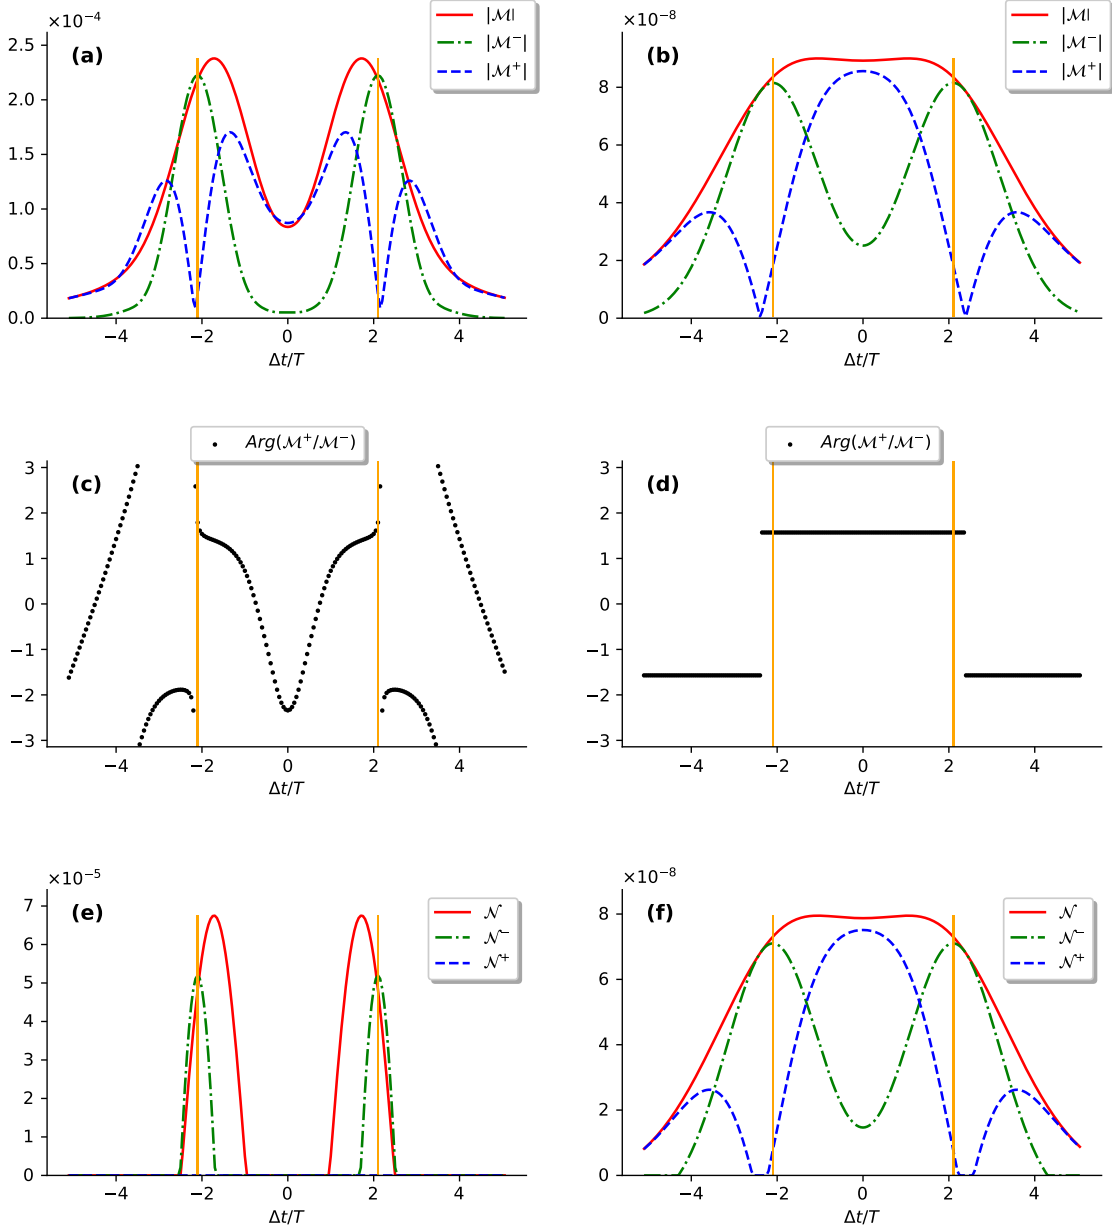 ×10⁻⁴
(a)
|ℳ|
|ℳ⁻|
|ℳ⁺|
2.5
2.0
1.5
1.0
0.5
0.0
−4 −2 0 2 4
Δt/T
×10⁻⁸
(b)
|ℳ|
|ℳ⁻|
|ℳ⁺|
8
6
4
2
0
−4 −2 0 2 4
Δt/T
Arg(ℳ⁺/ℳ⁻)
(c)
3
2
1
0
−1
−2
−3
−4 −2 0 2 4
Δt/T
Arg(ℳ⁺/ℳ⁻)
(d)
3
2
1
0
−1
−2
−3
−4 −2 0 2 4
Δt/T
×10⁻⁵
(e)
𝒩
𝒩⁻
𝒩⁺
7
6
5
4
3
2
1
0
−4 −2 0 2 4
Δt/T
×10⁻⁸
(f)
𝒩
𝒩⁻
𝒩⁺
8
6
4
2
0
−4 −2 0 2 4
Δt/T